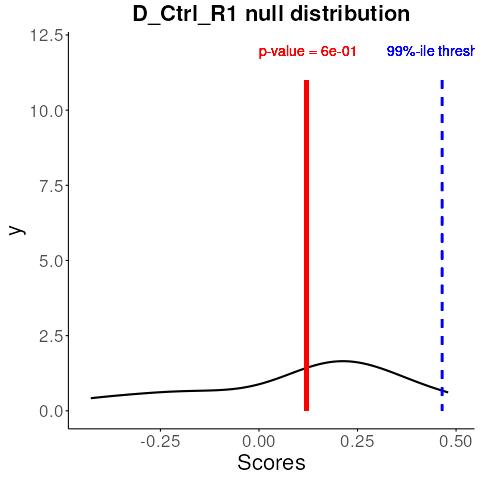 D_Ctrl_R1 null distribution
12.5
p-value = 6e-01
99%-ile thresh
10.0
7.5
y
5.0
2.5
0.0
-0.25
0.00
0.25
0.50
Scores